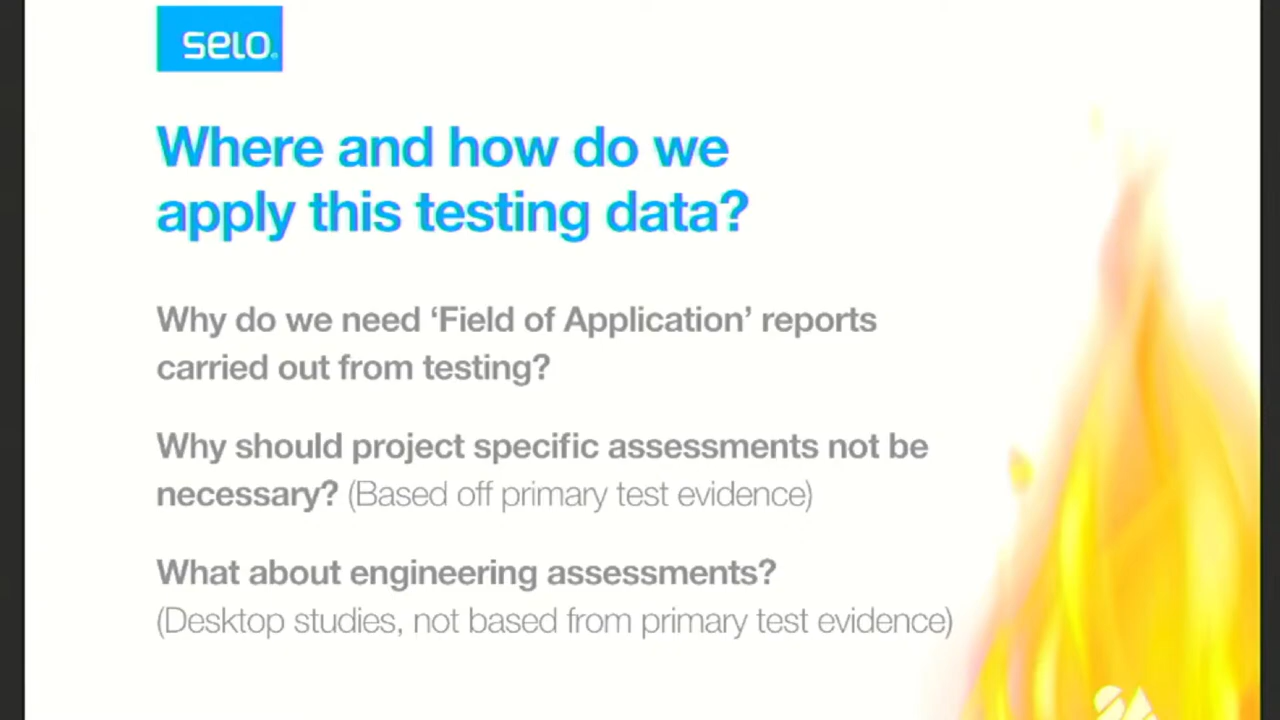 selo
Where and how do we
apply this testing data?
Why do we need ‘Field of Application’ reports
carried out from testing?
Why should project specific assessments not be
necessary? (Based off primary test evidence)
What about engineering assessments?
(Desktop studies, not based from primary test evidence)